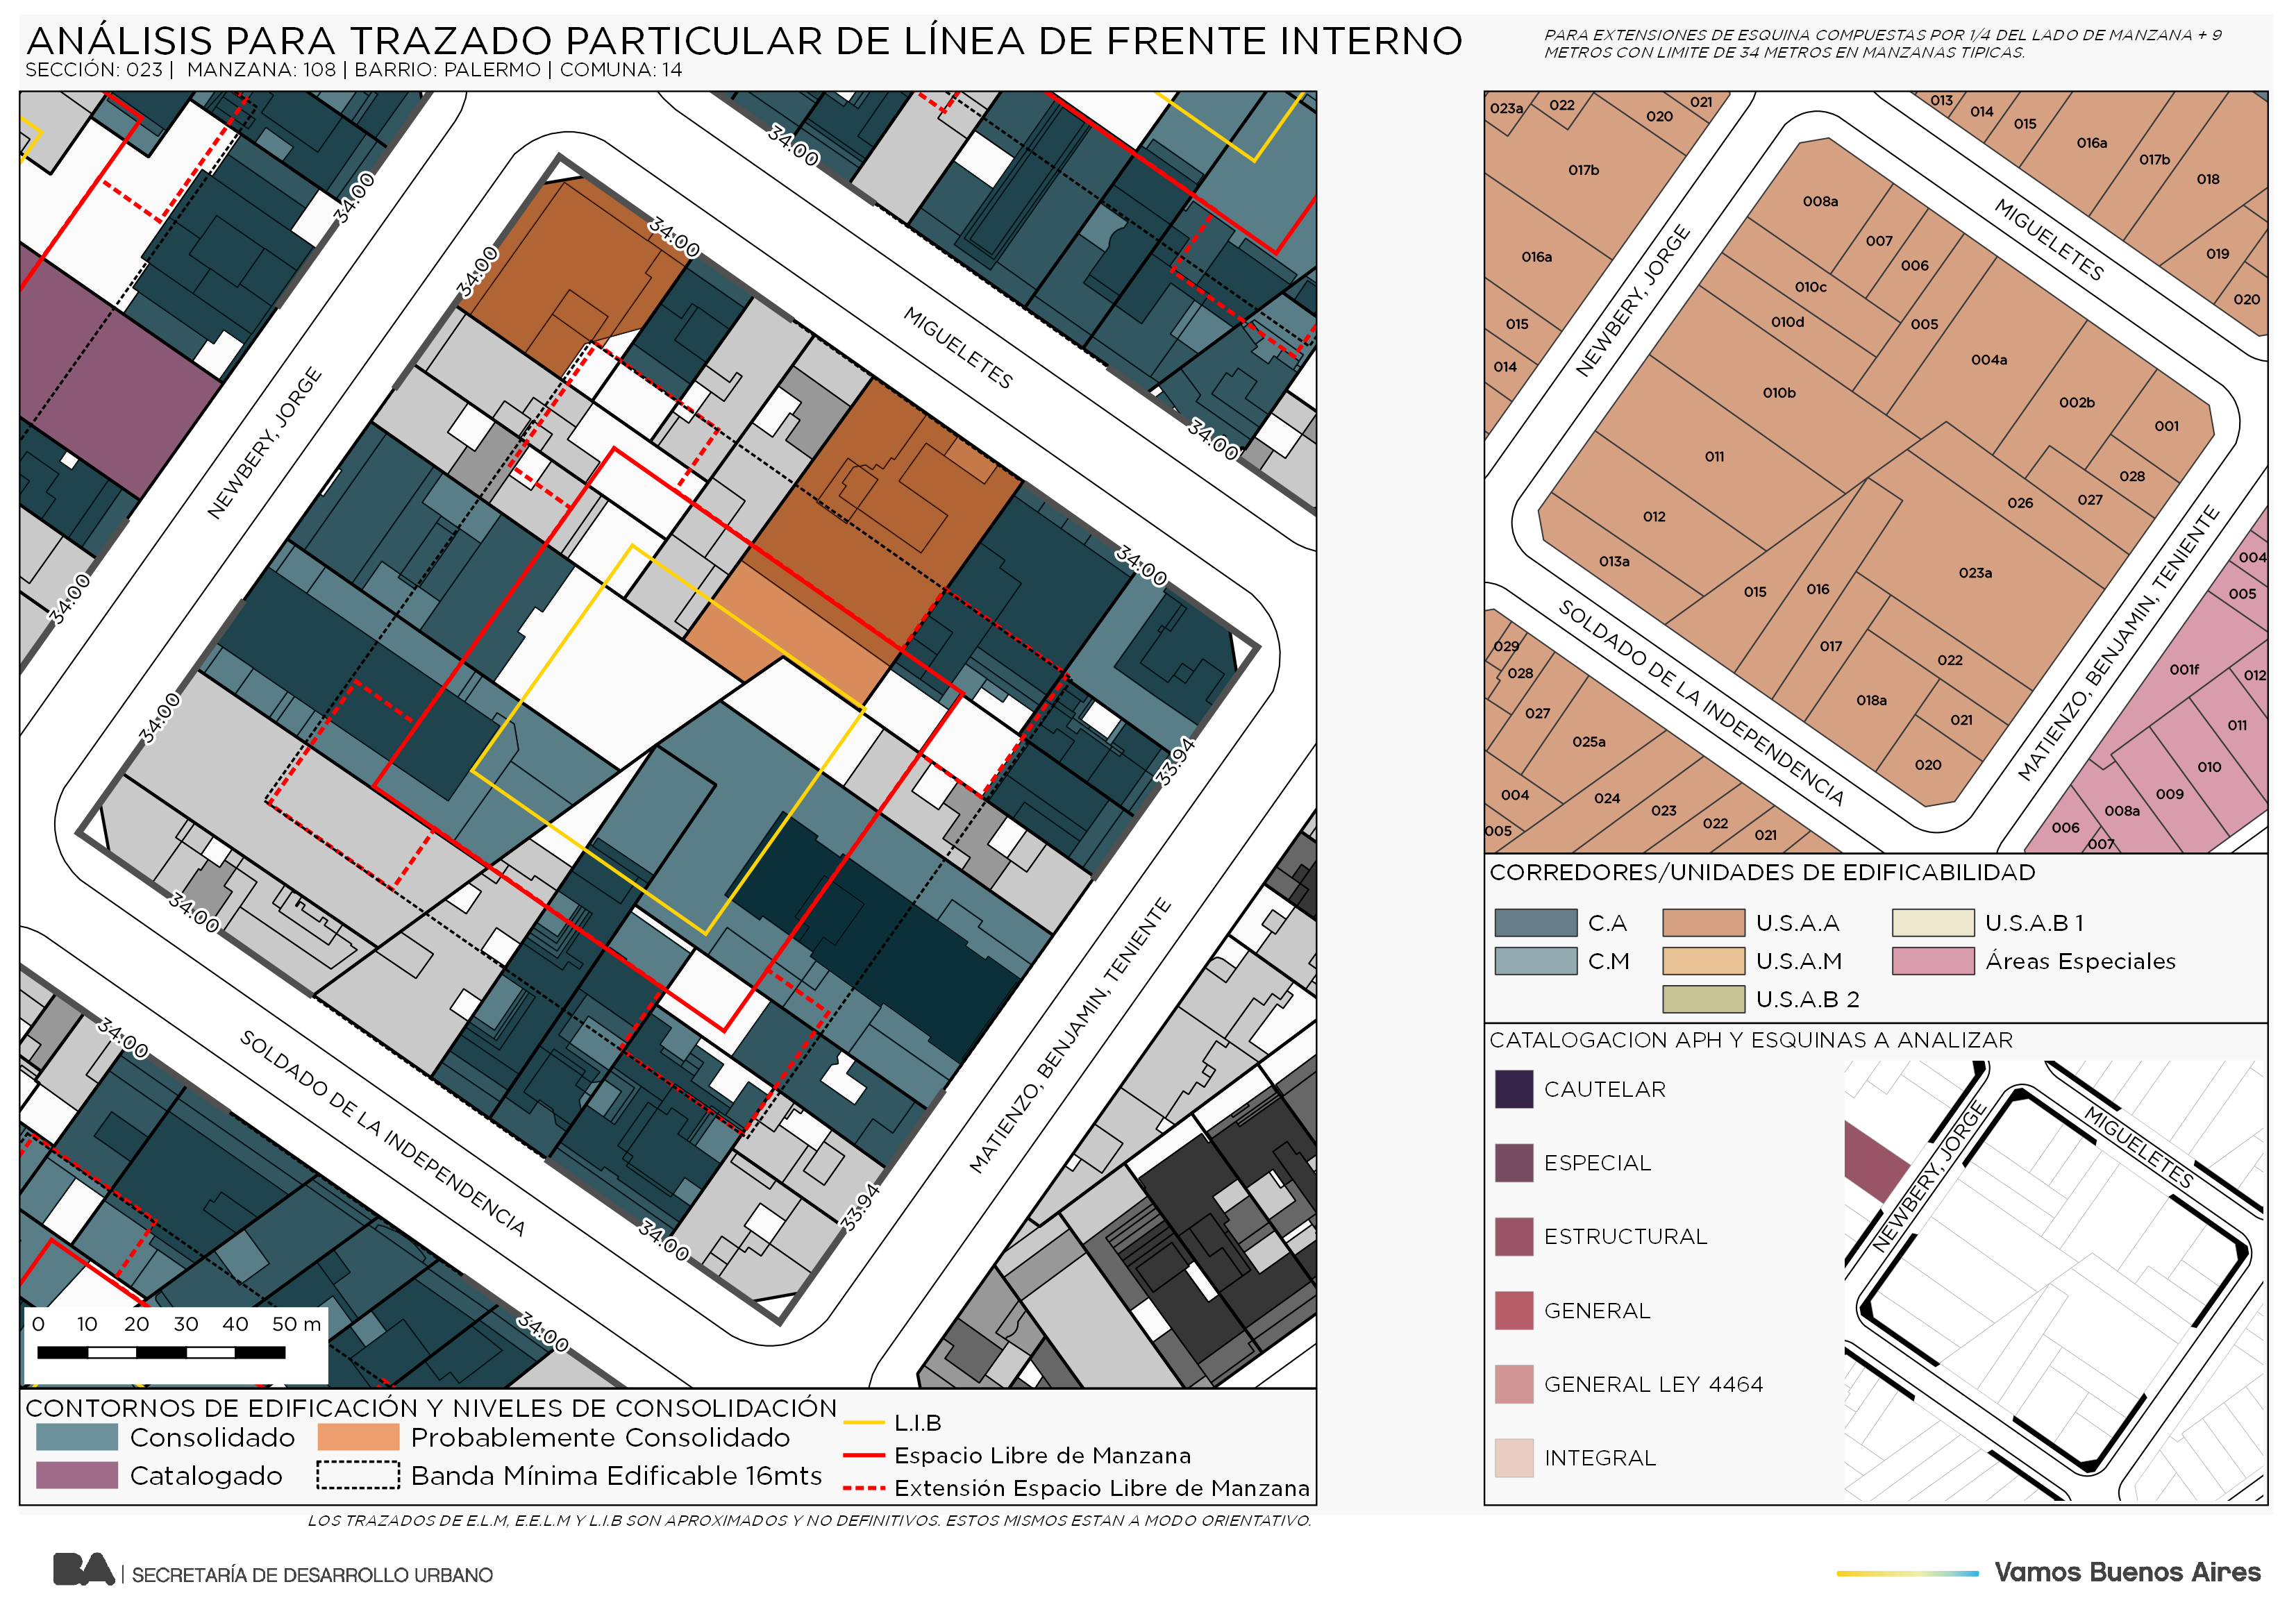 ANÁLISIS PARA TRAZADO PARTICULAR DE LÍNEA DE FRENTE INTERNO
SECCIÓN: 023 | MANZANA: 108 | BARRIO: PALERMO | COMUNA: 14
PARA EXTENSIONES DE ESQUINA COMPUESTAS POR 1/4 DEL LADO DE MANZANA + 9
METROS CON LIMITE DE 34 METROS EN MANZANAS TIPICAS.
34.00
34.00
34.00
34.00
MIGUELETES
NEWBERY, JORGE
34.00
34.00
34.00
34.00
33.94
34.00
MATIENZO, BENJAMIN, TENIENTE
34.00
SOLDADO DE LA INDEPENDENCIA
33.94
34.00
34.00
0 10 20 30 40 50 m
CONTORNOS DE EDIFICACIÓN Y NIVELES DE CONSOLIDACIÓN
Consolidado
Probablemente Consolidado
Catalogado
Banda Mínima Edificable 16mts
L.I.B
Espacio Libre de Manzana
Extensión Espacio Libre de Manzana
LOS TRAZADOS DE E.L.M, E.E.L.M Y L.I.B SON APROXIMADOS Y NO DEFINITIVOS. ESTOS MISMOS ESTAN A MODO ORIENTATIVO.
023a
022
021
020
013
014
015
016a
017b
018
017b
019
020
016a
015
014
008a
007
006
010c
010d
005
004a
010b
002b
001
011
028
027
026
012
013a
023a
015
016
017
022
018a
021
020
MIGUELETES
NEWBERY, JORGE
SOLDADO DE LA INDEPENDENCIA
MATIENZO, BENJAMIN, TENIENTE
029
028
027
025a
004
005
024
023
022
021
004
005
001f
012
011
010
009
008a
006
007
CORREDORES/UNIDADES DE EDIFICABILIDAD
C.A
U.S.A.A
U.S.A.B 1
C.M
U.S.A.M
Áreas Especiales
U.S.A.B 2
CATALOGACION APH Y ESQUINAS A ANALIZAR
CAUTELAR
ESPECIAL
ESTRUCTURAL
GENERAL
GENERAL LEY 4464
INTEGRAL
NEWBERY, JORGE
MIGUELETES
BA | SECRETARÍA DE DESARROLLO URBANO
Vamos Buenos Aires